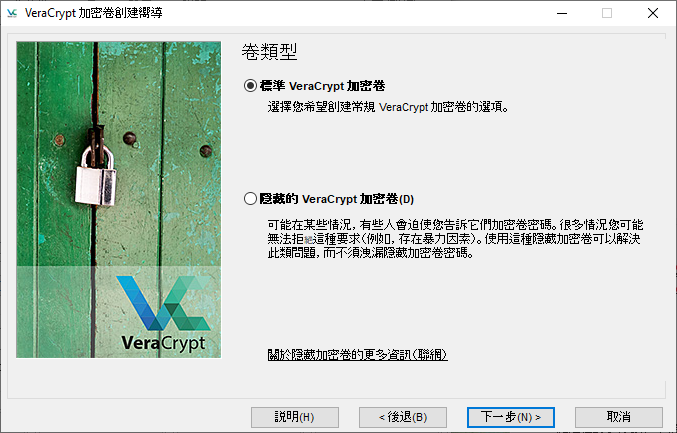 VeraCrypt 加密卷創建嚮導
卷類型
標準 VeraCrypt 加密卷
選擇您希望創建常規 VeraCrypt 加密卷的選項。
隱藏的 VeraCrypt 加密卷(D)
可能在某些情況，有些人會迫使您告訴它們加密卷密碼。很多情況您可能
無法拒絕這種要求(例如，存在暴力因素)。使用這種隱藏加密卷可以解決
此類問題，而不須洩漏隱藏加密卷密碼。
VC
VeraCrypt
關於隱藏加密卷的更多資訊(聯網)
説明(H)
< 後退(B)
下一步(N) >
取消